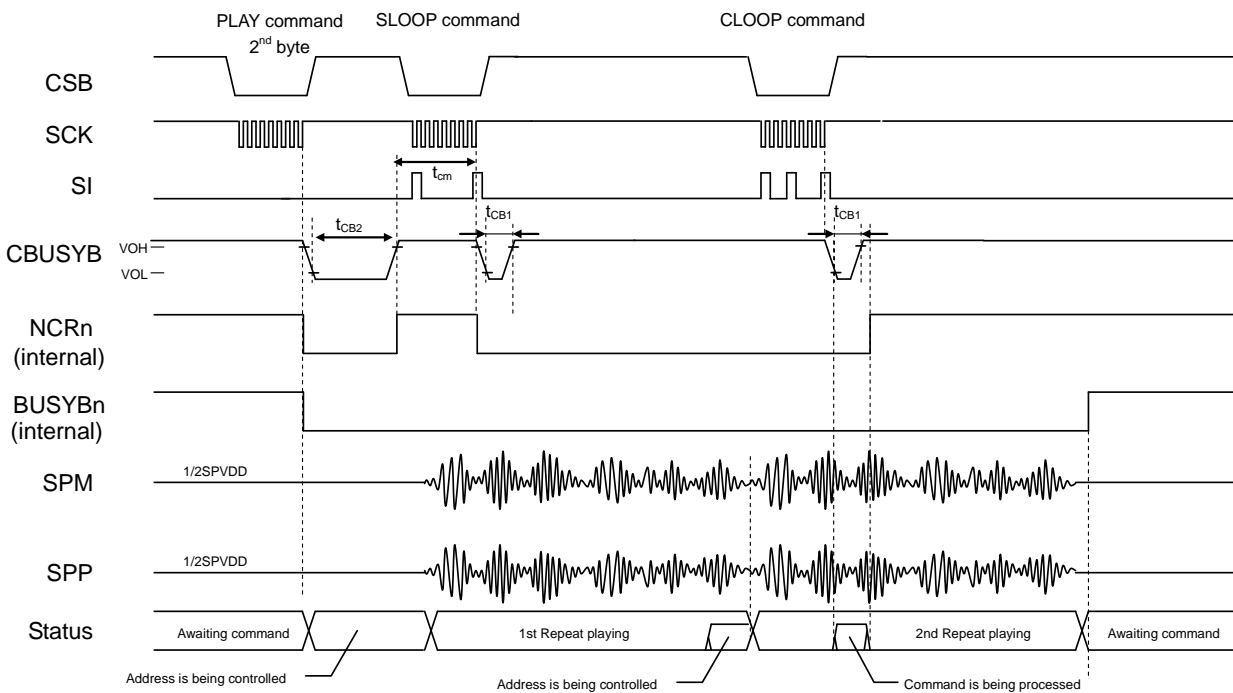 PLAY command
2nd byte
SLOOP command
CLOOP command
CSB
SCK
tcm
SI
tCB2
tCB1
tCB1
CBUSYB
VOH
VOL
NCRn
(internal)
BUSYBn
(internal)
SPM
1/2SPVDD
SPP
1/2SPVDD
Status
Awaiting command
1st Repeat playing
2nd Repeat playing
Awaiting command
Address is being controlled
Address is being controlled
Command is being processed